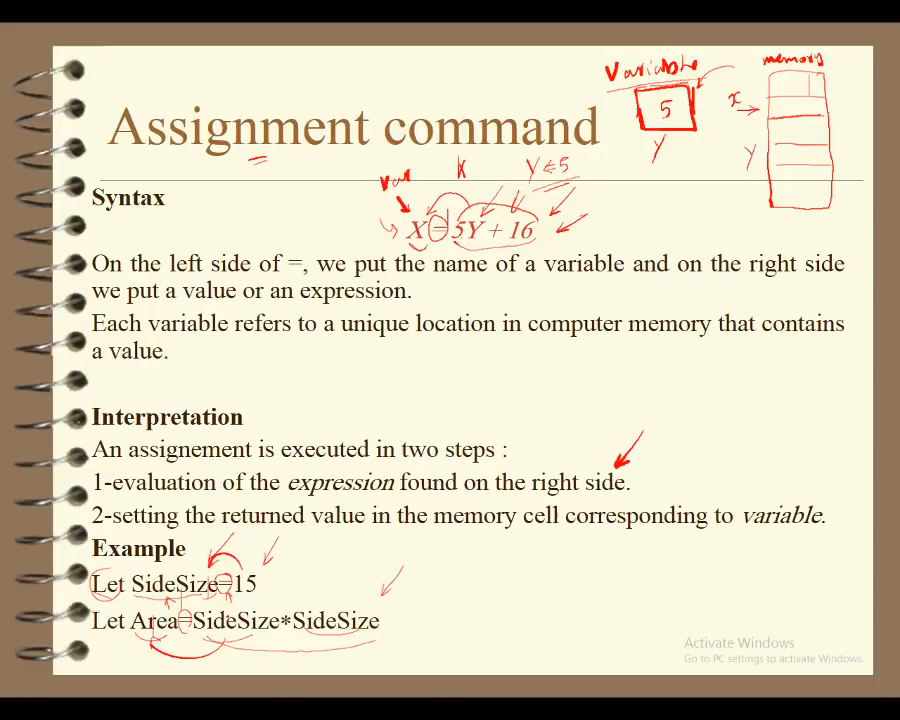 Variable
memory
5
x
Assignment command
Y
Y
Var
Y ← 5
Syntax
X = 5Y + 16
On the left side of =, we put the name of a variable and on the right side
we put a value or an expression.
Each variable refers to a unique location in computer memory that contains
a value.
Interpretation
An assignement is executed in two steps :
1-evaluation of the expression found on the right side.
2-setting the returned value in the memory cell corresponding to variable.
Example
Let SideSize=15
Let Area=SideSize*SideSize
Activate Windows
Go to PC settings to activate Windows.